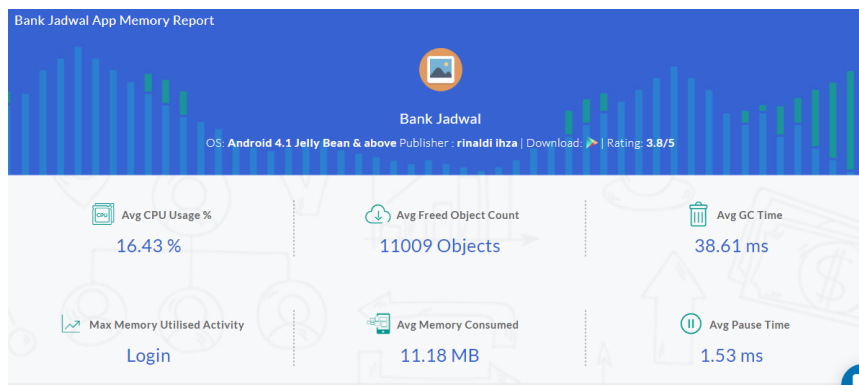 Bank Jadwal App Memory Report
Bank Jadwal
OS: Android 4.1 Jelly Bean & above Publisher : rinaldi ihza | Download: | Rating: 3.8/5
CPU Avg CPU Usage % Avg Freed Object Count Avg GC Time
16.43 % 11009 Objects 38.61 ms
Max Memory Utilised Activity Avg Memory Consumed Avg Pause Time
Login 11.18 MB 1.53 ms